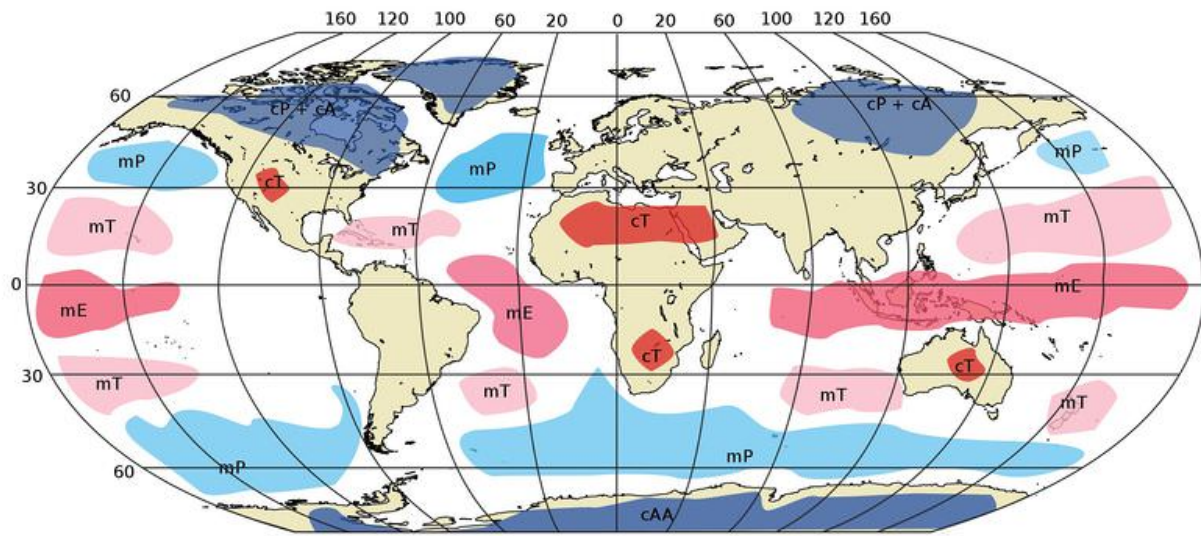 160 120 100 60 20 0 20 60 100 120 160
60
cP + cA cP + cA
mP mP mP
cT
30
mT mT cT mT
0
mE mE mE
cT cT
30
mT mT mT mT
mP mP
60
cAA